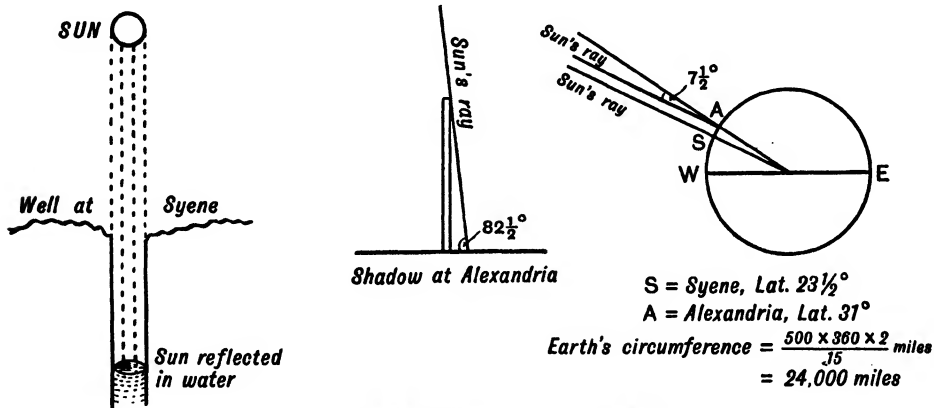 SUN
Well at Syene
Sun reflected
in water
Sun's ray
82½°
Shadow at Alexandria
Sun's ray
Sun's ray
7½°
A
S
W E
S = Syene, Lat. 23½°
A = Alexandria, Lat. 31°
Earth's circumference = 500 x 360 x 2 miles
15
= 24,000 miles